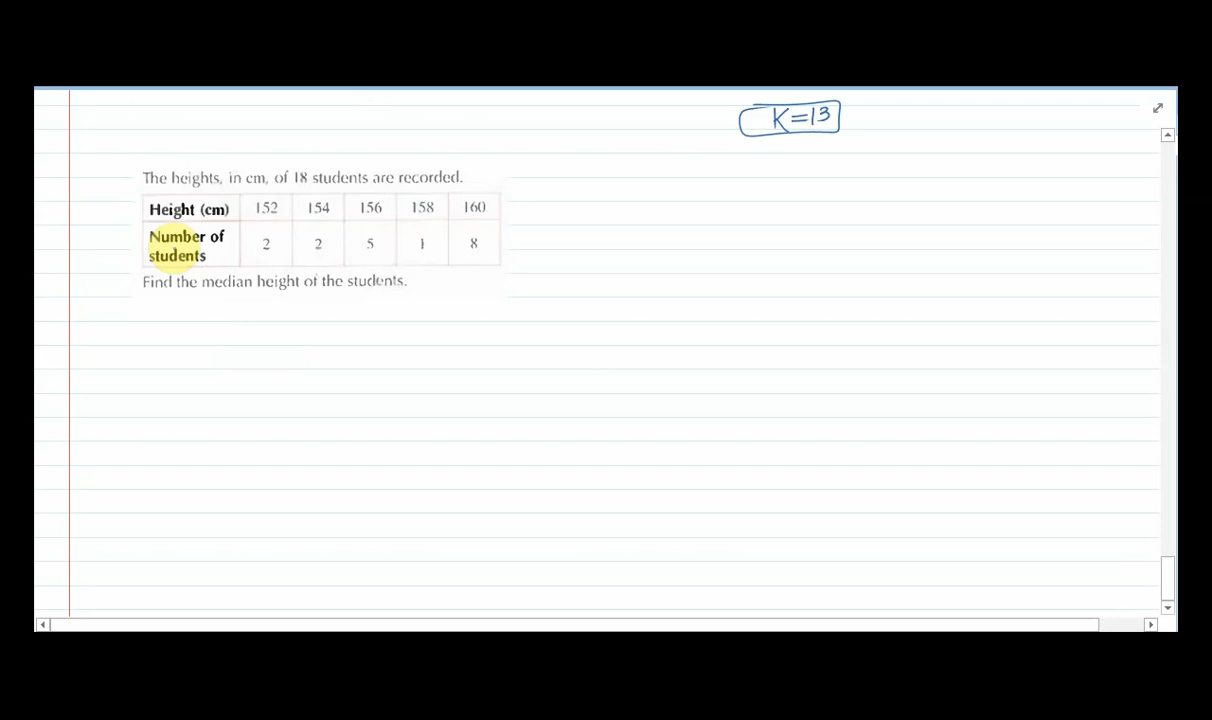 K=13
The heights, in cm, of 18 students are recorded.
Height (cm) 152 154 156 158 160
Number of students 2 2 5 1 8
Find the median height of the students.